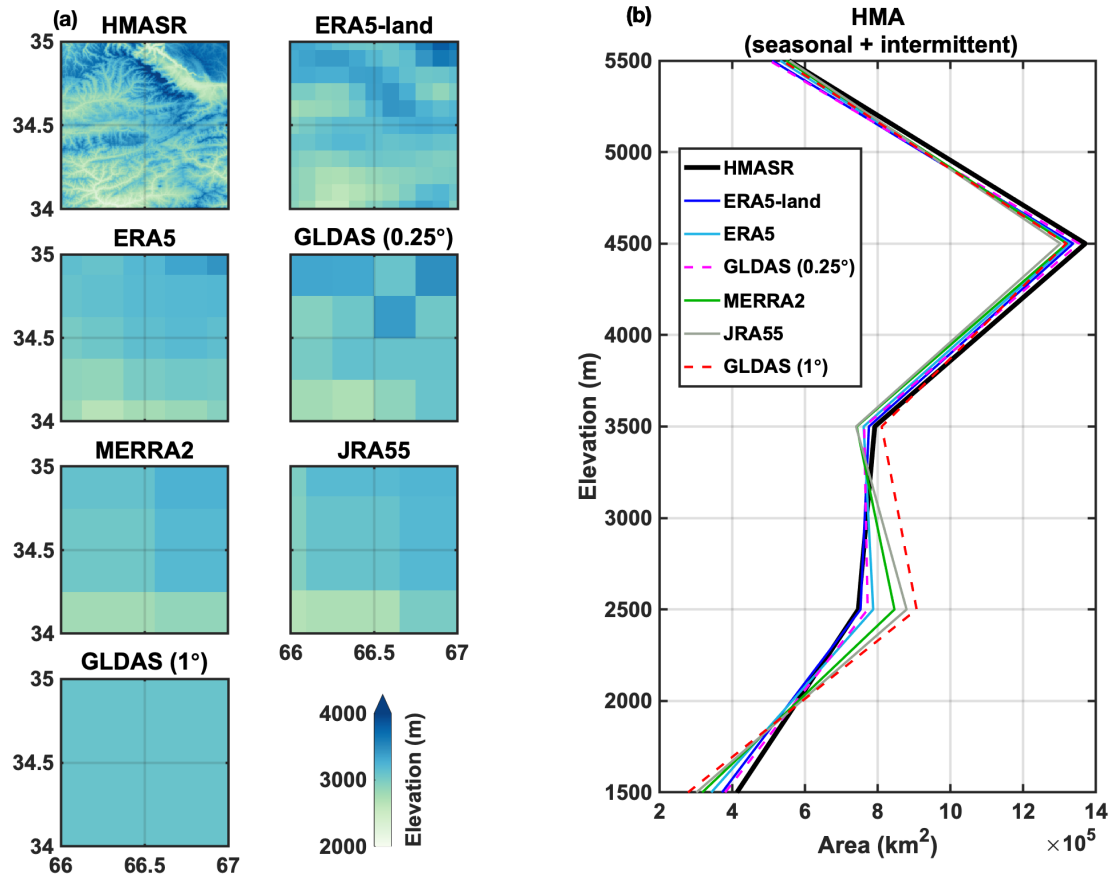 (a)
HMASR
ERA5-land
35
34.5
34
ERA5
GLDAS (0.25°)
35
34.5
34
MERRA2
JRA55
35
34.5
34
66
66.5
67
GLDAS (1°)
35
34.5
34
66
66.5
67
4000
3000
2000
Elevation (m)
(b)
HMA
(seasonal + intermittent)
5500
5000
4500
4000
3500
3000
2500
2000
1500
Elevation (m)
HMASR
ERA5-land
ERA5
GLDAS (0.25°)
MERRA2
JRA55
GLDAS (1°)
2
4
6
8
10
12
14
Area (km²)
×10⁵